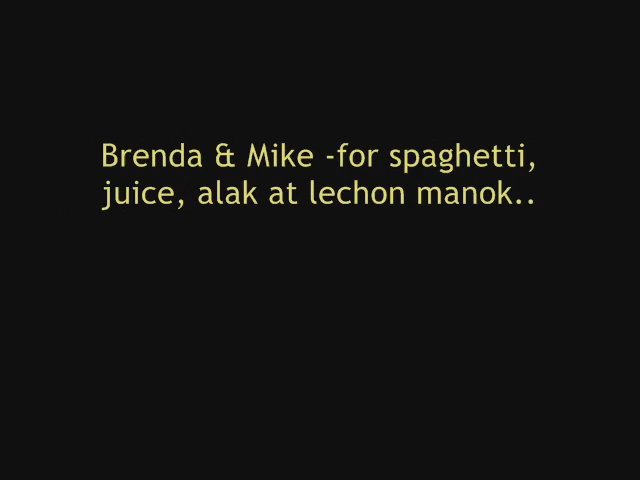 Brenda & Mike -for spaghetti,
juice, alak at lechon manok..